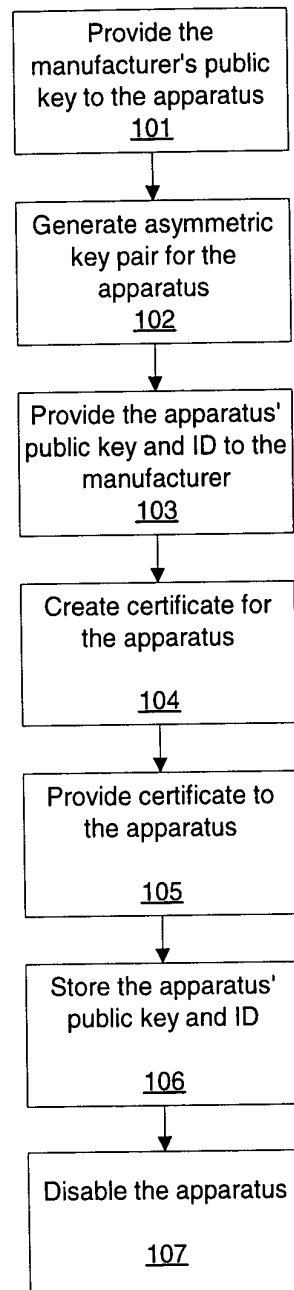 Provide the
manufacturer's public
key to the apparatus
101
Generate asymmetric
key pair for the
apparatus
102
Provide the apparatus'
public key and ID to the
manufacturer
103
Create certificate for
the apparatus
104
Provide certificate to
the apparatus
105
Store the apparatus'
public key and ID
106
Disable the apparatus
107